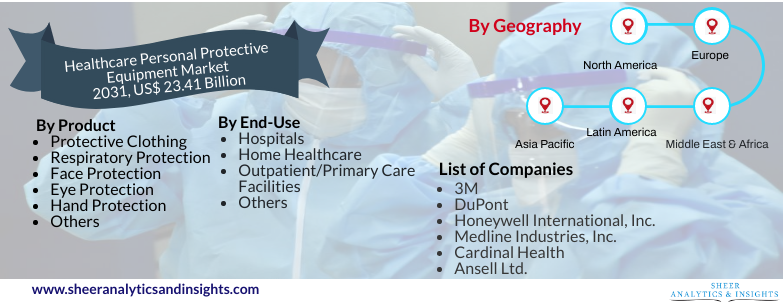 Healthcare Personal Protective
Equipment Market
2031, US$ 23.41 Billion
By Product
• Protective Clothing
• Respiratory Protection
• Face Protection
• Eye Protection
• Hand Protection
• Others
By End-Use
• Hospitals
• Home Healthcare
• Outpatient/Primary Care
Facilities
• Others
By Geography
North America
Europe
Asia Pacific
Latin America
Middle East & Africa
List of Companies
• 3M
• DuPont
• Honeywell International, Inc.
• Medline Industries, Inc.
• Cardinal Health
• Ansell Ltd.
www.sheeranalyticsandinsights.com
SHEER
ANALYTICS & INSIGHTS